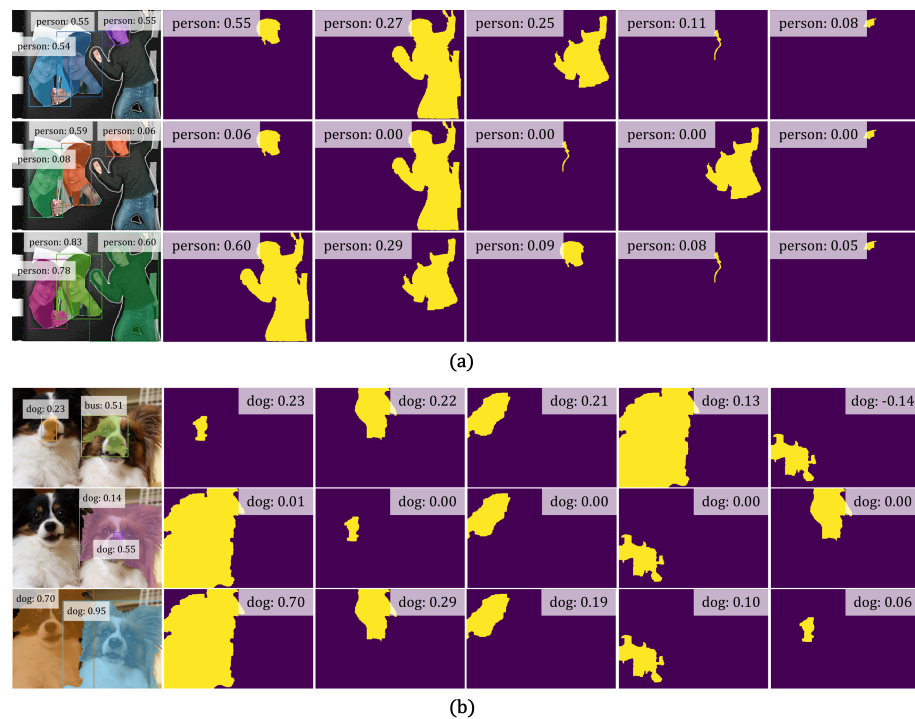 person: 0.55 person: 0.55 person: 0.55 person: 0.27 person: 0.25 person: 0.11 person: 0.08
person: 0.54
person: 0.59 person: 0.06 person: 0.06 person: 0.00 person: 0.00 person: 0.00 person: 0.00
person: 0.08
person: 0.83 person: 0.60 person: 0.60 person: 0.29 person: 0.09 person: 0.08 person: 0.05
person: 0.78
(a)
dog: 0.23 bus: 0.51 dog: 0.23 dog: 0.22 dog: 0.21 dog: 0.13 dog: -0.14
dog: 0.14 dog: 0.01 dog: 0.00 dog: 0.00 dog: 0.00 dog: 0.00
dog: 0.55
dog: 0.70 dog: 0.95 dog: 0.70 dog: 0.29 dog: 0.19 dog: 0.10 dog: 0.06
(b)